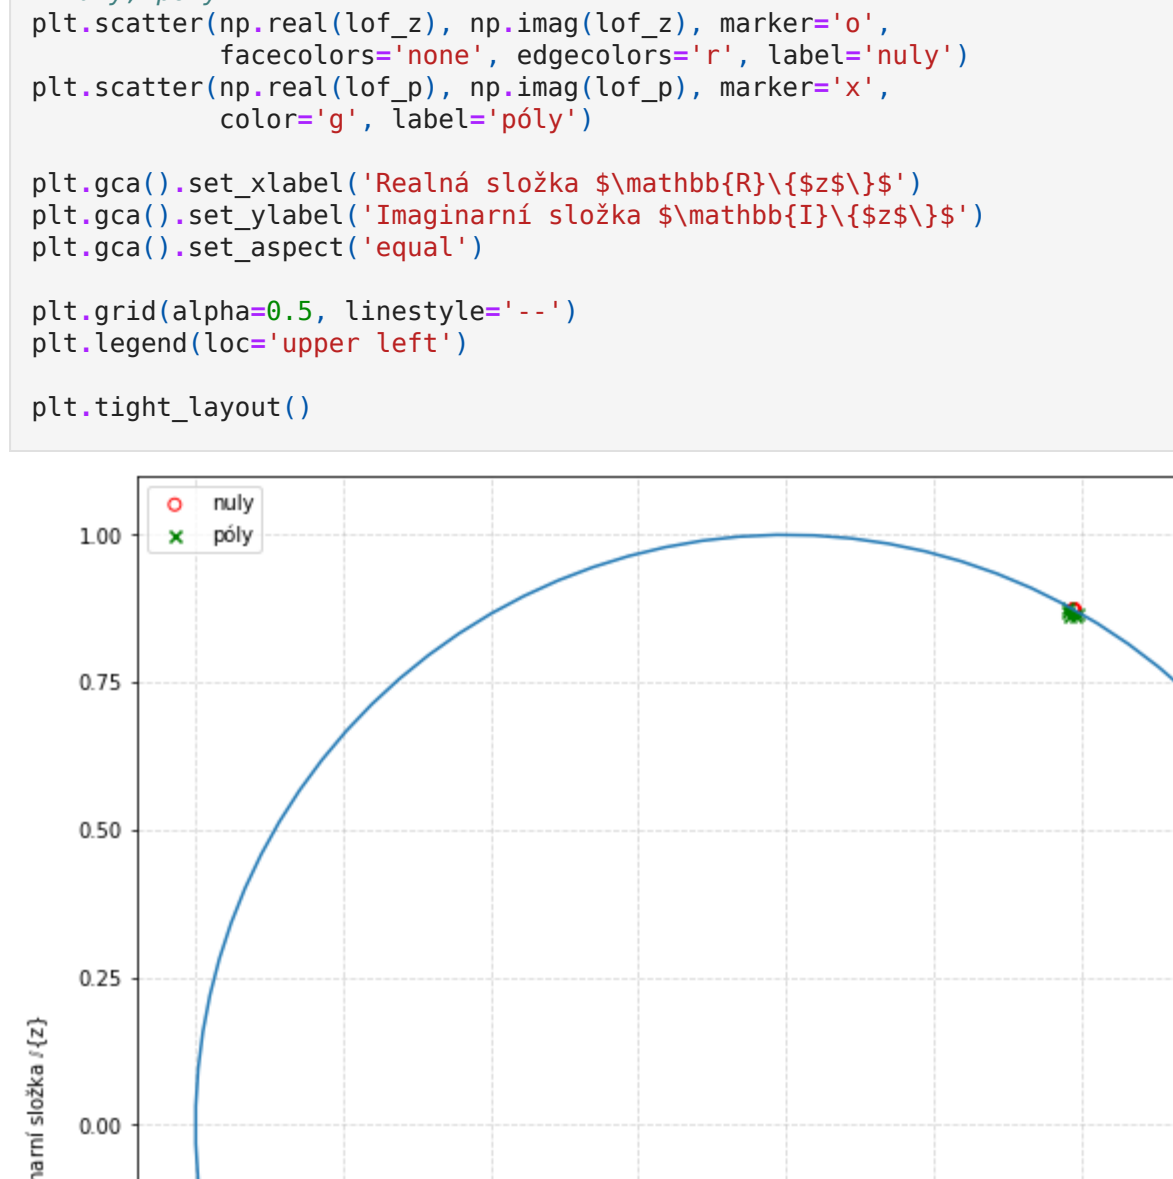 plt.scatter(np.real(lof_z), np.imag(lof_z), marker='o',
            facecolors='none', edgecolors='r', label='nuly')
plt.scatter(np.real(lof_p), np.imag(lof_p), marker='x',
            color='g', label='póly')
plt.gca().set_xlabel('Realná složka $\mathbb{R}\{$z$\}$')
plt.gca().set_ylabel('Imaginarní složka $\mathbb{I}\{$z$\}$')
plt.gca().set_aspect('equal')
plt.grid(alpha=0.5, linestyle='--')
plt.legend(loc='upper left')
plt.tight_layout()
nuly
póly
1.00
0.75
0.50
0.25
0.00
složka 𝕀{z}